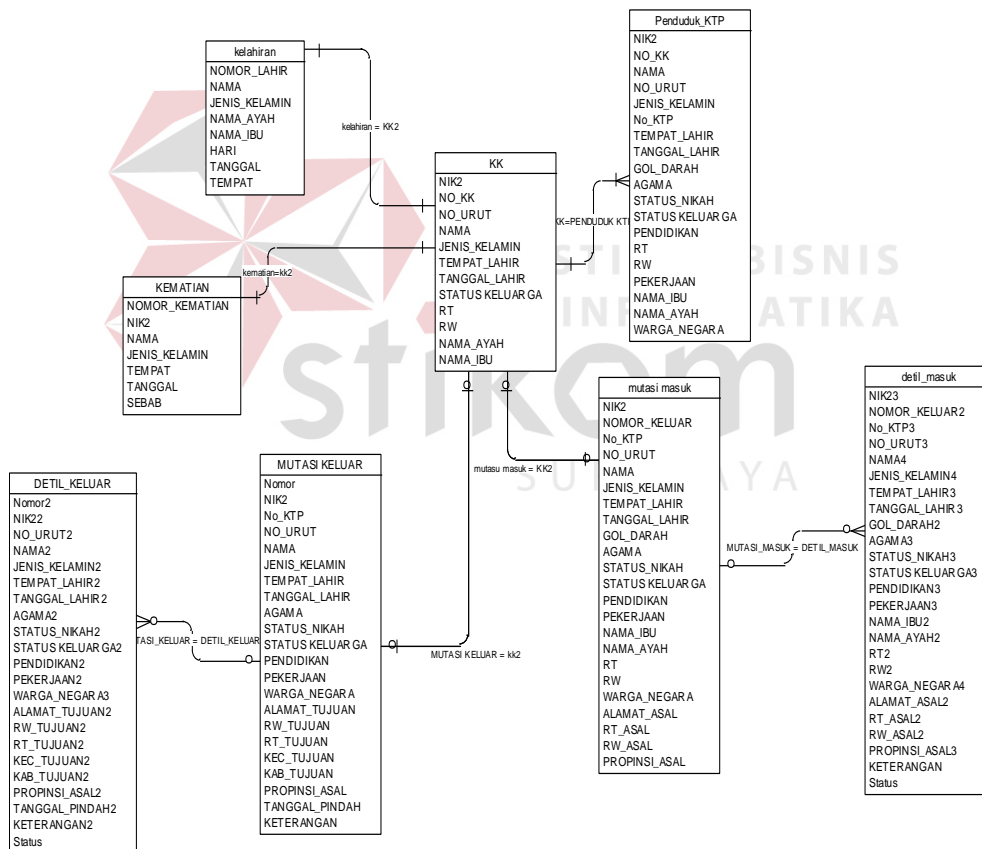 kelahiran
NOMOR_LAHIR
NAMA
JENIS_KELAMIN
NAMA_AYAH
NAMA_IBU
HARI
TANGGAL
TEMPAT
kelahiran = KK2
Penduduk_KTP
NIK2
NO_KK
NAMA
NO_URUT
JENIS_KELAMIN
No_KTP
TEMPAT_LAHIR
TANGGAL_LAHIR
GOL_DARAH
AGAMA
STATUS_NIKAH
STATUS KELUARGA
PENDIDIKAN
RT
RW
PEKERJAAN
NAMA_IBU
NAMA_AYAH
WARGA_NEGARA
KK
NIK2
NO_KK
NO_URUT
NAMA
JENIS_KELAMIN
TEMPAT_LAHIR
TANGGAL_LAHIR
STATUS KELUARGA
RT
RW
NAMA_AYAH
NAMA_IBU
KK=PENDUDUK KTP
kematian=kk2
KEMATIAN
NOMOR_KEMATIAN
NIK2
NAMA
JENIS_KELAMIN
TEMPAT
TANGGAL
SEBAB
BISNIS
INF ATIKA
stikom
SUR AYA
mutasi masuk
NIK2
NOMOR_KELUAR
No_KTP
NO_URUT
NAMA
JENIS_KELAMIN
TEMPAT_LAHIR
TANGGAL_LAHIR
GOL_DARAH
AGAMA
STATUS_NIKAH
STATUS KELUARGA
PENDIDIKAN
PEKERJAAN
NAMA_IBU
NAMA_AYAH
RT
RW
WARGA_NEGARA
ALAMAT_ASAL
RT_ASAL
RW_ASAL
PROPINSI_ASAL
mutasu masuk = KK2
detil_masuk
NIK23
NOMOR_KELUAR2
No_KTP3
NO_URUT3
NAMA4
JENIS_KELAMIN4
TEMPAT_LAHIR3
TANGGAL_LAHIR3
GOL_DARAH2
AGAMA3
STATUS_NIKAH3
STATUS KELUARGA3
PENDIDIKAN3
PEKERJAAN3
NAMA_IBU2
NAMA_AYAH2
RT2
RW2
WARGA_NEGARA4
ALAMAT_ASAL2
RT_ASAL2
RW_ASAL2
PROPINSI_ASAL3
KETERANGAN
Status
MUTASI_MASUK = DETIL_MASUK
MUTASI KELUAR
Nomor
NIK2
No_KTP
NO_URUT
NAMA
JENIS_KELAMIN
TEMPAT_LAHIR
TANGGAL_LAHIR
AGAMA
STATUS_NIKAH
STATUS KELUARGA
PENDIDIKAN
PEKERJAAN
WARGA_NEGARA
ALAMAT_TUJUAN
RW_TUJUAN
RT_TUJUAN
KEC_TUJUAN
KAB_TUJUAN
PROPINSI_ASAL
TANGGAL_PINDAH
KETERANGAN
MUTASI KELUAR = kk2
DETIL_KELUAR
Nomor2
NIK22
NO_URUT2
NAMA2
JENIS_KELAMIN2
TEMPAT_LAHIR2
TANGGAL_LAHIR2
AGAMA2
STATUS_NIKAH2
STATUS KELUARGA2
PENDIDIKAN2
PEKERJAAN2
WARGA_NEGARA3
ALAMAT_TUJUAN2
RW_TUJUAN2
RT_TUJUAN2
KEC_TUJUAN2
KAB_TUJUAN2
PROPINSI_ASAL2
TANGGAL_PINDAH2
KETERANGAN2
Status
TASI_KELUAR = DETIL_KELUAR